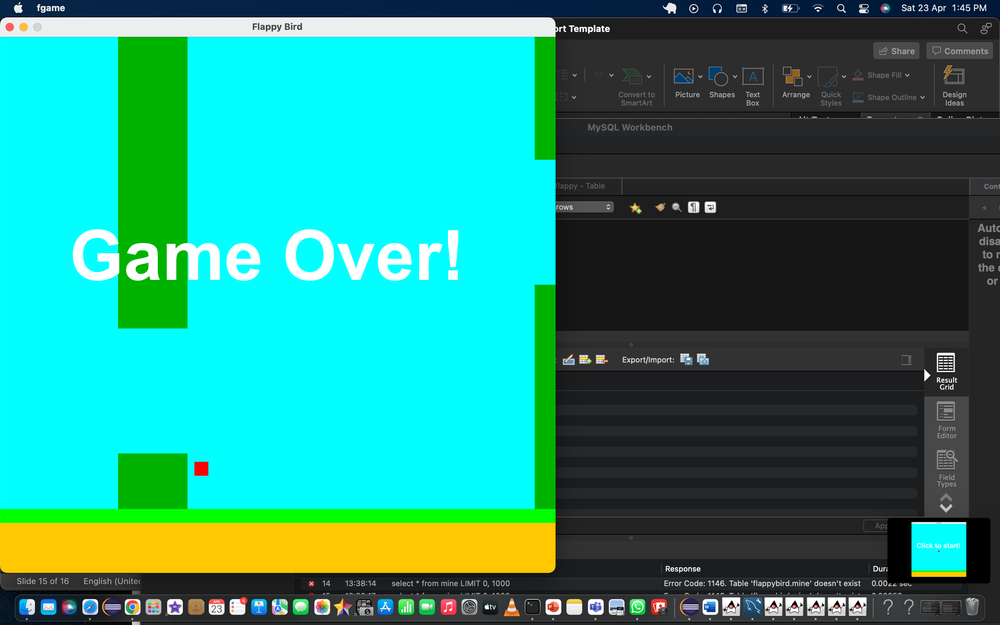 fgame
Sat 23 Apr 1:45 PM
Flappy Bird
ort Template
Share
Comments
Convert to
SmartArt
Picture
Shapes
Text
Box
Arrange
Quick
Styles
Shape Fill
Shape Outline
Design
Ideas
MySQL Workbench
flappy - Table
Cont
rows
Auto
disa
to r
the
or
Game Over!
Export/Import:
Result
Grid
Form
Editor
Field
Types
App
Click to start!
Response
Dura
Slide 15 of 16
English (United
14
13:38:14
select * from mine LIMIT 0, 1000
Error Code: 1146. Table 'flappybird.mine' doesn't exist
0.0022 sec
APR
23
6
tv